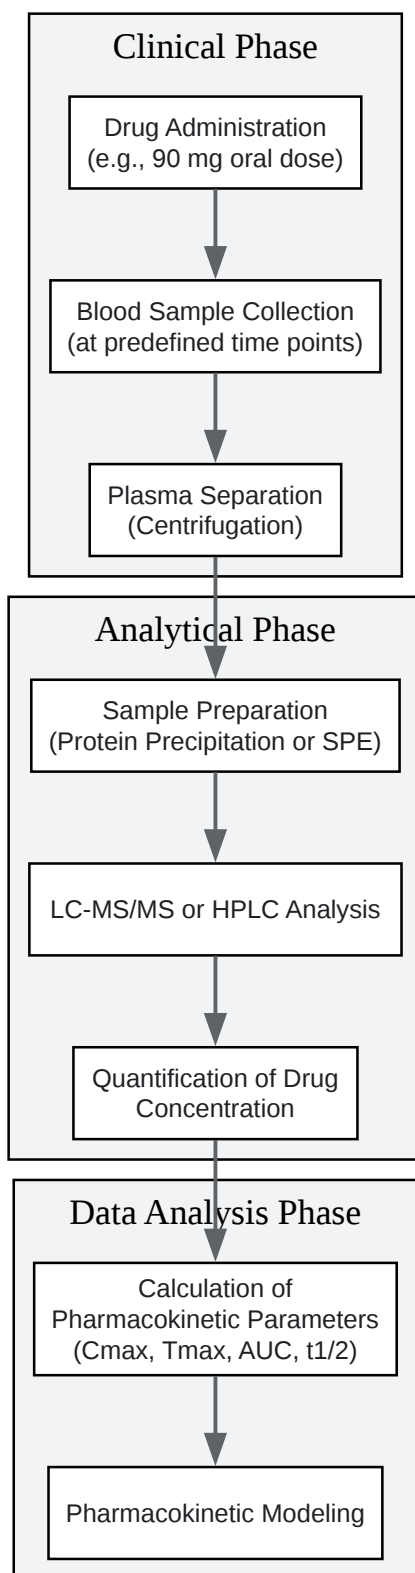 Clinical Phase
Drug Administration
(e.g., 90 mg oral dose)
Blood Sample Collection
(at predefined time points)
Plasma Separation
(Centrifugation)
Analytical Phase
Sample Preparation
(Protein Precipitation or SPE)
LC-MS/MS or HPLC Analysis
Quantification of Drug
Concentration
Data Analysis Phase
Calculation of
Pharmacokinetic Parameters
(Cmax, Tmax, AUC, t1/2)
Pharmacokinetic Modeling